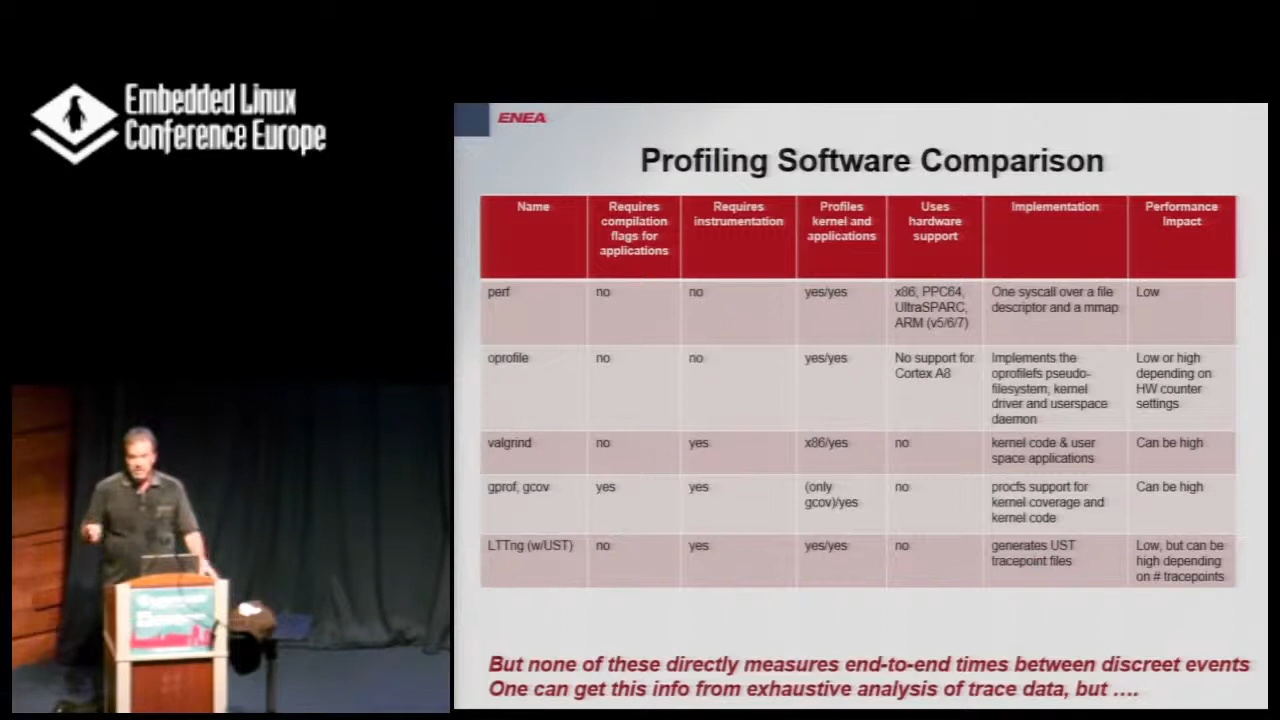 Embedded Linux
Conference Europe
ENEA
Profiling Software Comparison
Name
Requires
compilation
flags for
applications
Requires
instrumentation
Profiles
kernel and
applications
Uses
hardware
support
Implementation
Performance
Impact
perf
no
no
yes/yes
x86, PPC64,
UltraSPARC,
ARM (v5/6/7)
One syscall over a file
descriptor and a mmap
Low
oprofile
no
no
yes/yes
No support for
Cortex A8
Implements the
oprofilefs pseudo-
filesystem, kernel
driver and userspace
daemon
Low or high
depending on
HW counter
settings
valgrind
no
yes
x86/yes
no
kernel code & user
space applications
Can be high
gprof, gcov
yes
yes
(only
gcov)/yes
no
procfs support for
kernel coverage and
kernel code
Can be high
LTTng (w/UST)
no
yes
yes/yes
no
generates UST
tracepoint files
Low, but can be
high depending
on # tracepoints
But none of these directly measures end-to-end times between discreet events
One can get this info from exhaustive analysis of trace data, but ....